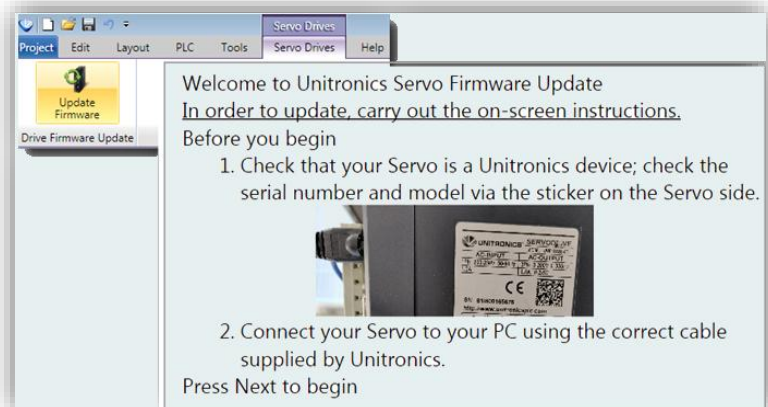 Servo Drives
Project Edit Layout PLC Tools Servo Drives Help
Update
Firmware
Drive Firmware Update
Welcome to Unitronics Servo Firmware Update
In order to update, carry out the on-screen instructions.
Before you begin
1. Check that your Servo is a Unitronics device; check the
serial number and model via the sticker on the Servo side.
UNITRONICS
AC-INPUT AC-OUTPUT
CE
2. Connect your Servo to your PC using the correct cable
supplied by Unitronics.
Press Next to begin